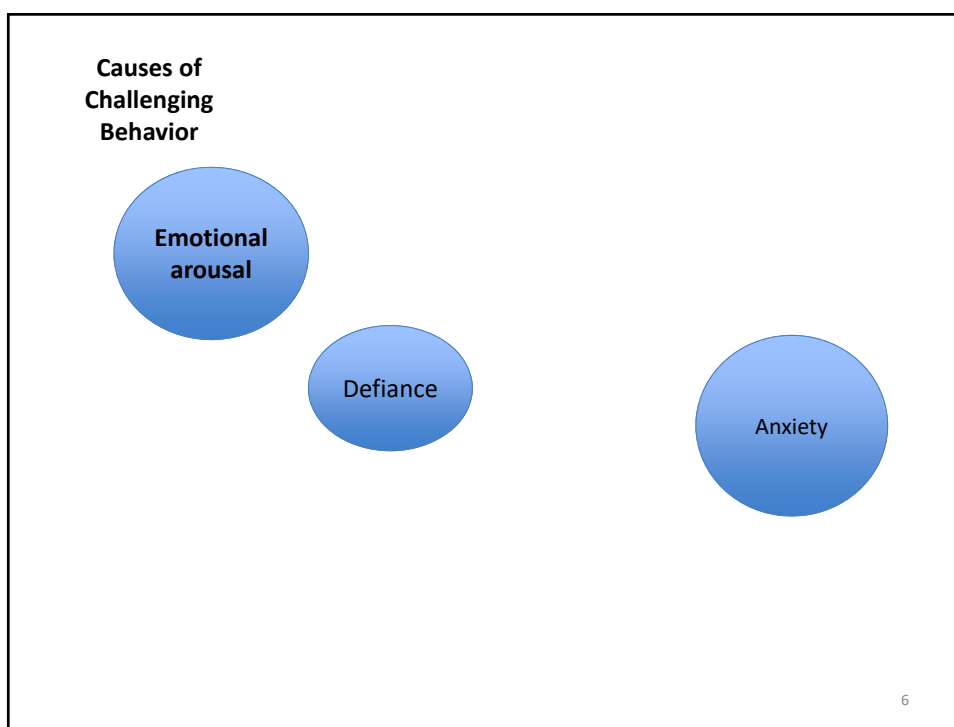 Causes of
Challenging
Behavior
Emotional
arousal
Defiance
Anxiety
6